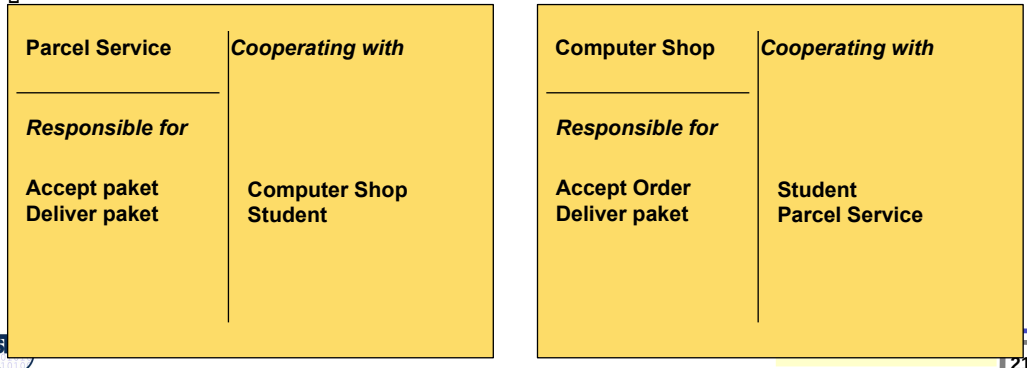 Parcel Service
Cooperating with
Responsible for
Accept paket
Deliver paket
Computer Shop
Student
Computer Shop
Cooperating with
Responsible for
Accept Order
Deliver paket
Student
Parcel Service
21